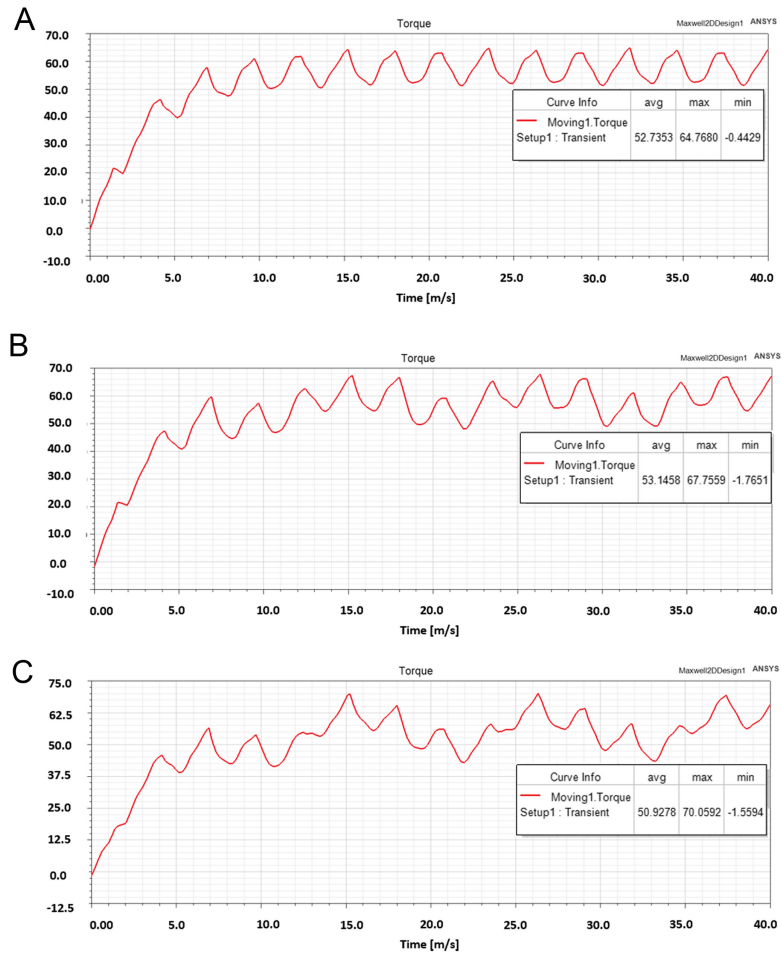 A
Torque
Maxwell2DDesign1 ANSYS
70.0
60.0
50.0
40.0
30.0
20.0
10.0
0.0
-10.0
Curve Info avg max min
Moving1.Torque
Setup1 : Transient 52.7353 64.7680 -0.4429
0.00 5.0 10.0 15.0 20.0 25.0 30.0 35.0 40.0
Time [m/s]
B
Torque
Maxwell2DDesign1 ANSYS
70.0
60.0
50.0
40.0
30.0
20.0
10.0
0.0
-10.0
Curve Info avg max min
Moving1.Torque
Setup1 : Transient 53.1458 67.7559 -1.7651
0.00 5.0 10.0 15.0 20.0 25.0 30.0 35.0 40.0
Time [m/s]
C
Torque
Maxwell2DDesign1 ANSYS
75.0
62.5
50.0
37.5
25.0
12.5
0.0
-12.5
Curve Info avg max min
Moving1.Torque
Setup1 : Transient 50.9278 70.0592 -1.5594
0.00 5.0 10.0 15.0 20.0 25.0 30.0 35.0 40.0
Time [m/s]